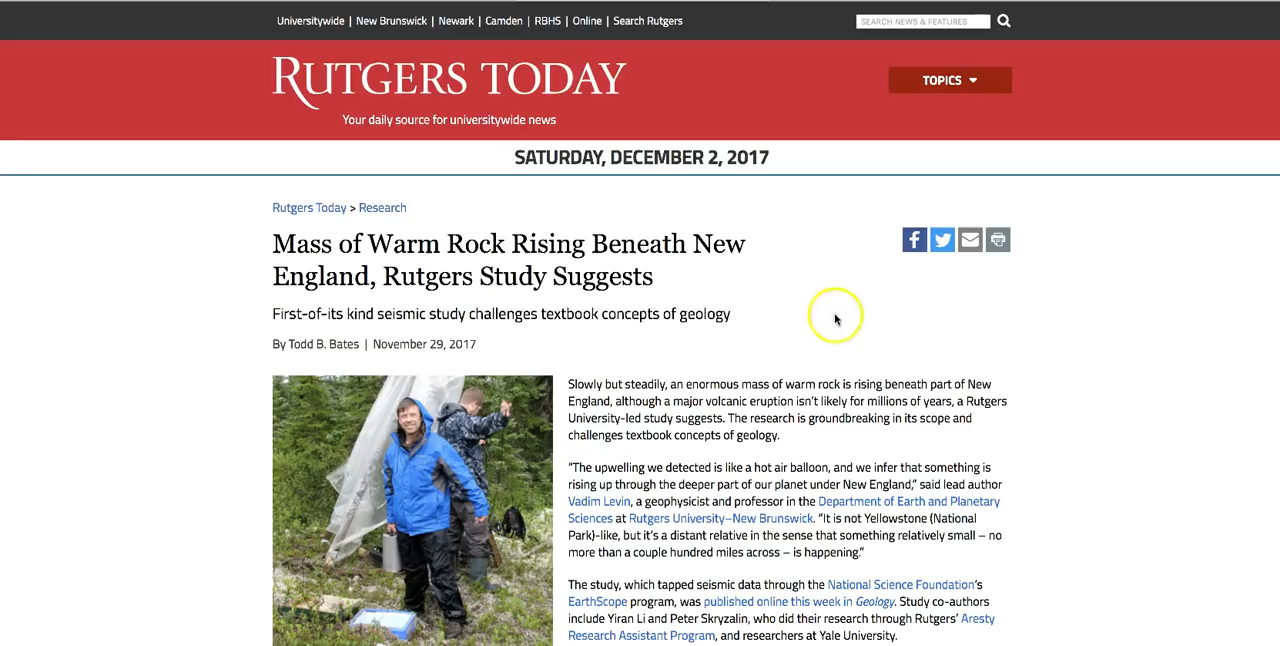 Universitywide | New Brunswick | Newark | Camden | RBHS | Online | Search Rutgers
SEARCH NEWS & FEATURES
RUTGERS TODAY
TOPICS
Your daily source for universitywide news
SATURDAY, DECEMBER 2, 2017
Rutgers Today > Research
Mass of Warm Rock Rising Beneath New
England, Rutgers Study Suggests
First-of-its kind seismic study challenges textbook concepts of geology
By Todd B. Bates | November 29, 2017
Slowly but steadily, an enormous mass of warm rock is rising beneath part of New
England, although a major volcanic eruption isn't likely for millions of years, a Rutgers
University-led study suggests. The research is groundbreaking in its scope and
challenges textbook concepts of geology.
"The upwelling we detected is like a hot air balloon, and we infer that something is
rising up through the deeper part of our planet under New England," said lead author
Vadim Levin, a geophysicist and professor in the Department of Earth and Planetary
Sciences at Rutgers University–New Brunswick. "It is not Yellowstone (National
Park)-like, but it's a distant relative in the sense that something relatively small – no
more than a couple hundred miles across – is happening."
The study, which tapped seismic data through the National Science Foundation's
EarthScope program, was published online this week in Geology. Study co-authors
include Yiran Li and Peter Skryzalin, who did their research through Rutgers' Aresty
Research Assistant Program, and researchers at Yale University.